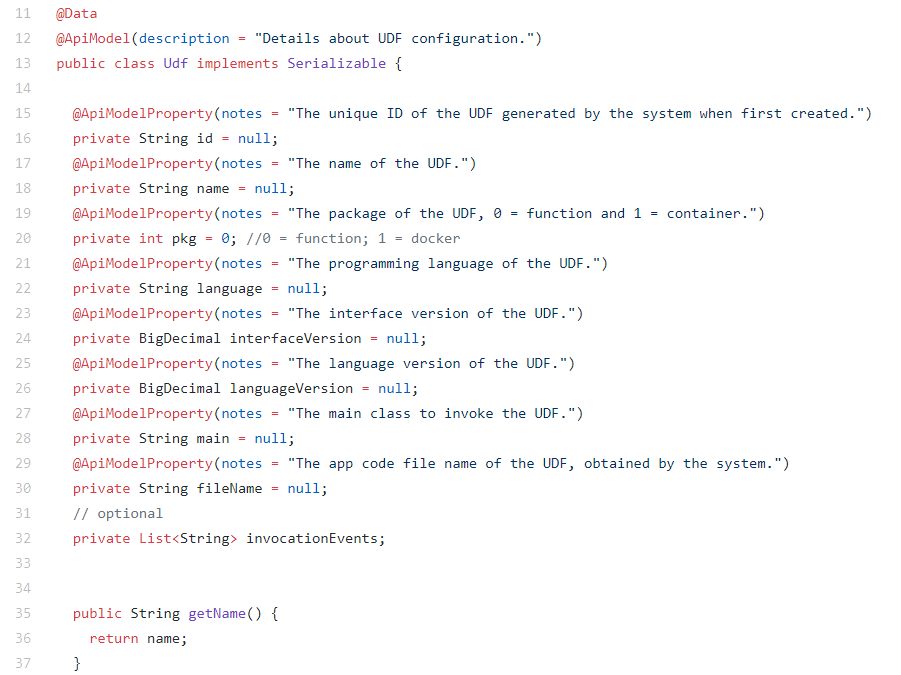 11 @Data
12 @ApiModel(description = "Details about UDF configuration.")
13 public class Udf implements Serializable {
14
15 @ApiModelProperty(notes = "The unique ID of the UDF generated by the system when first created.")
16 private String id = null;
17 @ApiModelProperty(notes = "The name of the UDF.")
18 private String name = null;
19 @ApiModelProperty(notes = "The package of the UDF, 0 = function and 1 = container.")
20 private int pkg = 0; //0 = function; 1 = docker
21 @ApiModelProperty(notes = "The programming language of the UDF.")
22 private String language = null;
23 @ApiModelProperty(notes = "The interface version of the UDF.")
24 private BigDecimal interfaceVersion = null;
25 @ApiModelProperty(notes = "The language version of the UDF.")
26 private BigDecimal languageVersion = null;
27 @ApiModelProperty(notes = "The main class to invoke the UDF.")
28 private String main = null;
29 @ApiModelProperty(notes = "The app code file name of the UDF, obtained by the system.")
30 private String fileName = null;
31 // optional
32 private List<String> invocationEvents;
33
34
35 public String getName() {
36 return name;
37 }